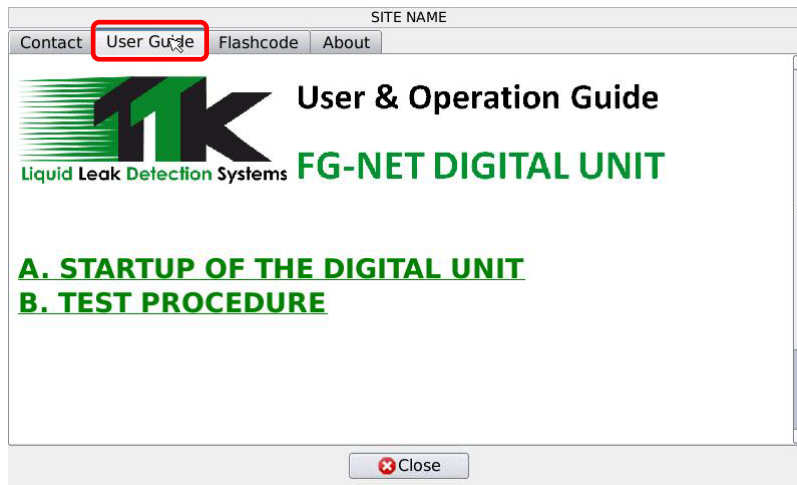 SITE NAME
Contact User Guide Flashcode About
TTK
Liquid Leak Detection Systems
User & Operation Guide
FG-NET DIGITAL UNIT
A. STARTUP OF THE DIGITAL UNIT
B. TEST PROCEDURE
Close